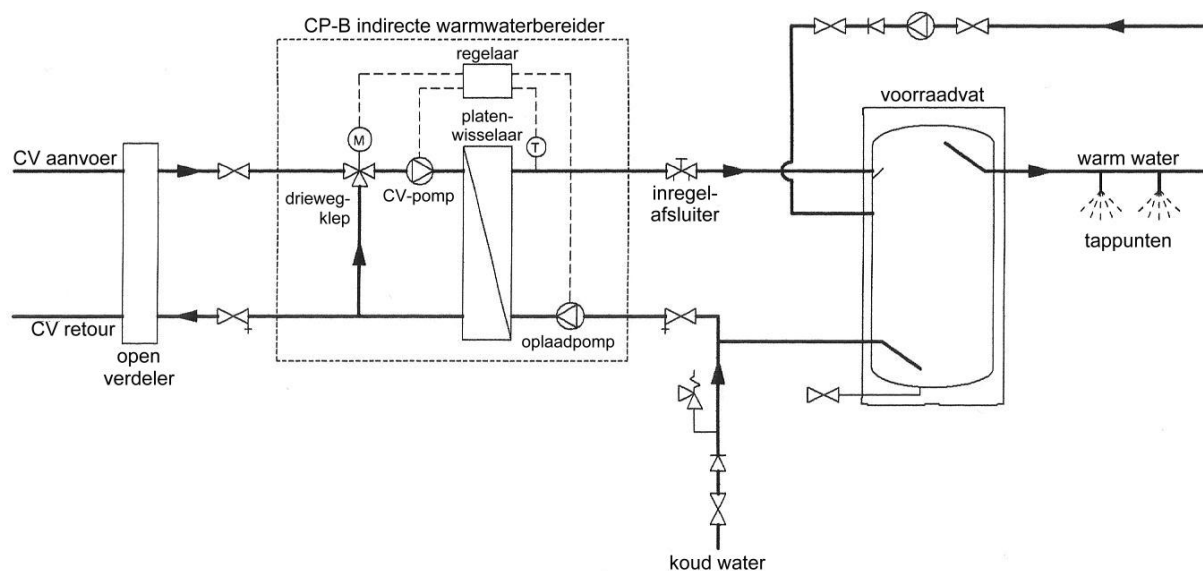 CP-B indirecte warmwaterbereider
regelaar
voorraadvat
platen-
wisselaar
M
T
CV aanvoer
warm water
CV-pomp
drieweg-
klep
inregel-
afsluiter
tappunten
CV retour
oplaadpomp
open
verdeler
koud water